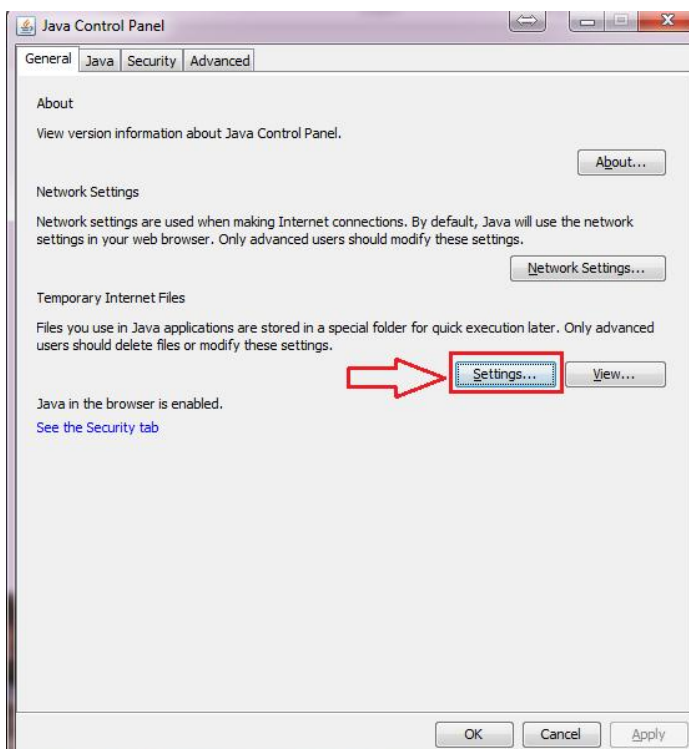 Java Control Panel
General Java Security Advanced
About
View version information about Java Control Panel.
About...
Network Settings
Network settings are used when making Internet connections. By default, Java will use the network
settings in your web browser. Only advanced users should modify these settings.
Network Settings...
Temporary Internet Files
Files you use in Java applications are stored in a special folder for quick execution later. Only advanced
users should delete files or modify these settings.
Settings... View...
Java in the browser is enabled.
See the Security tab
OK Cancel Apply